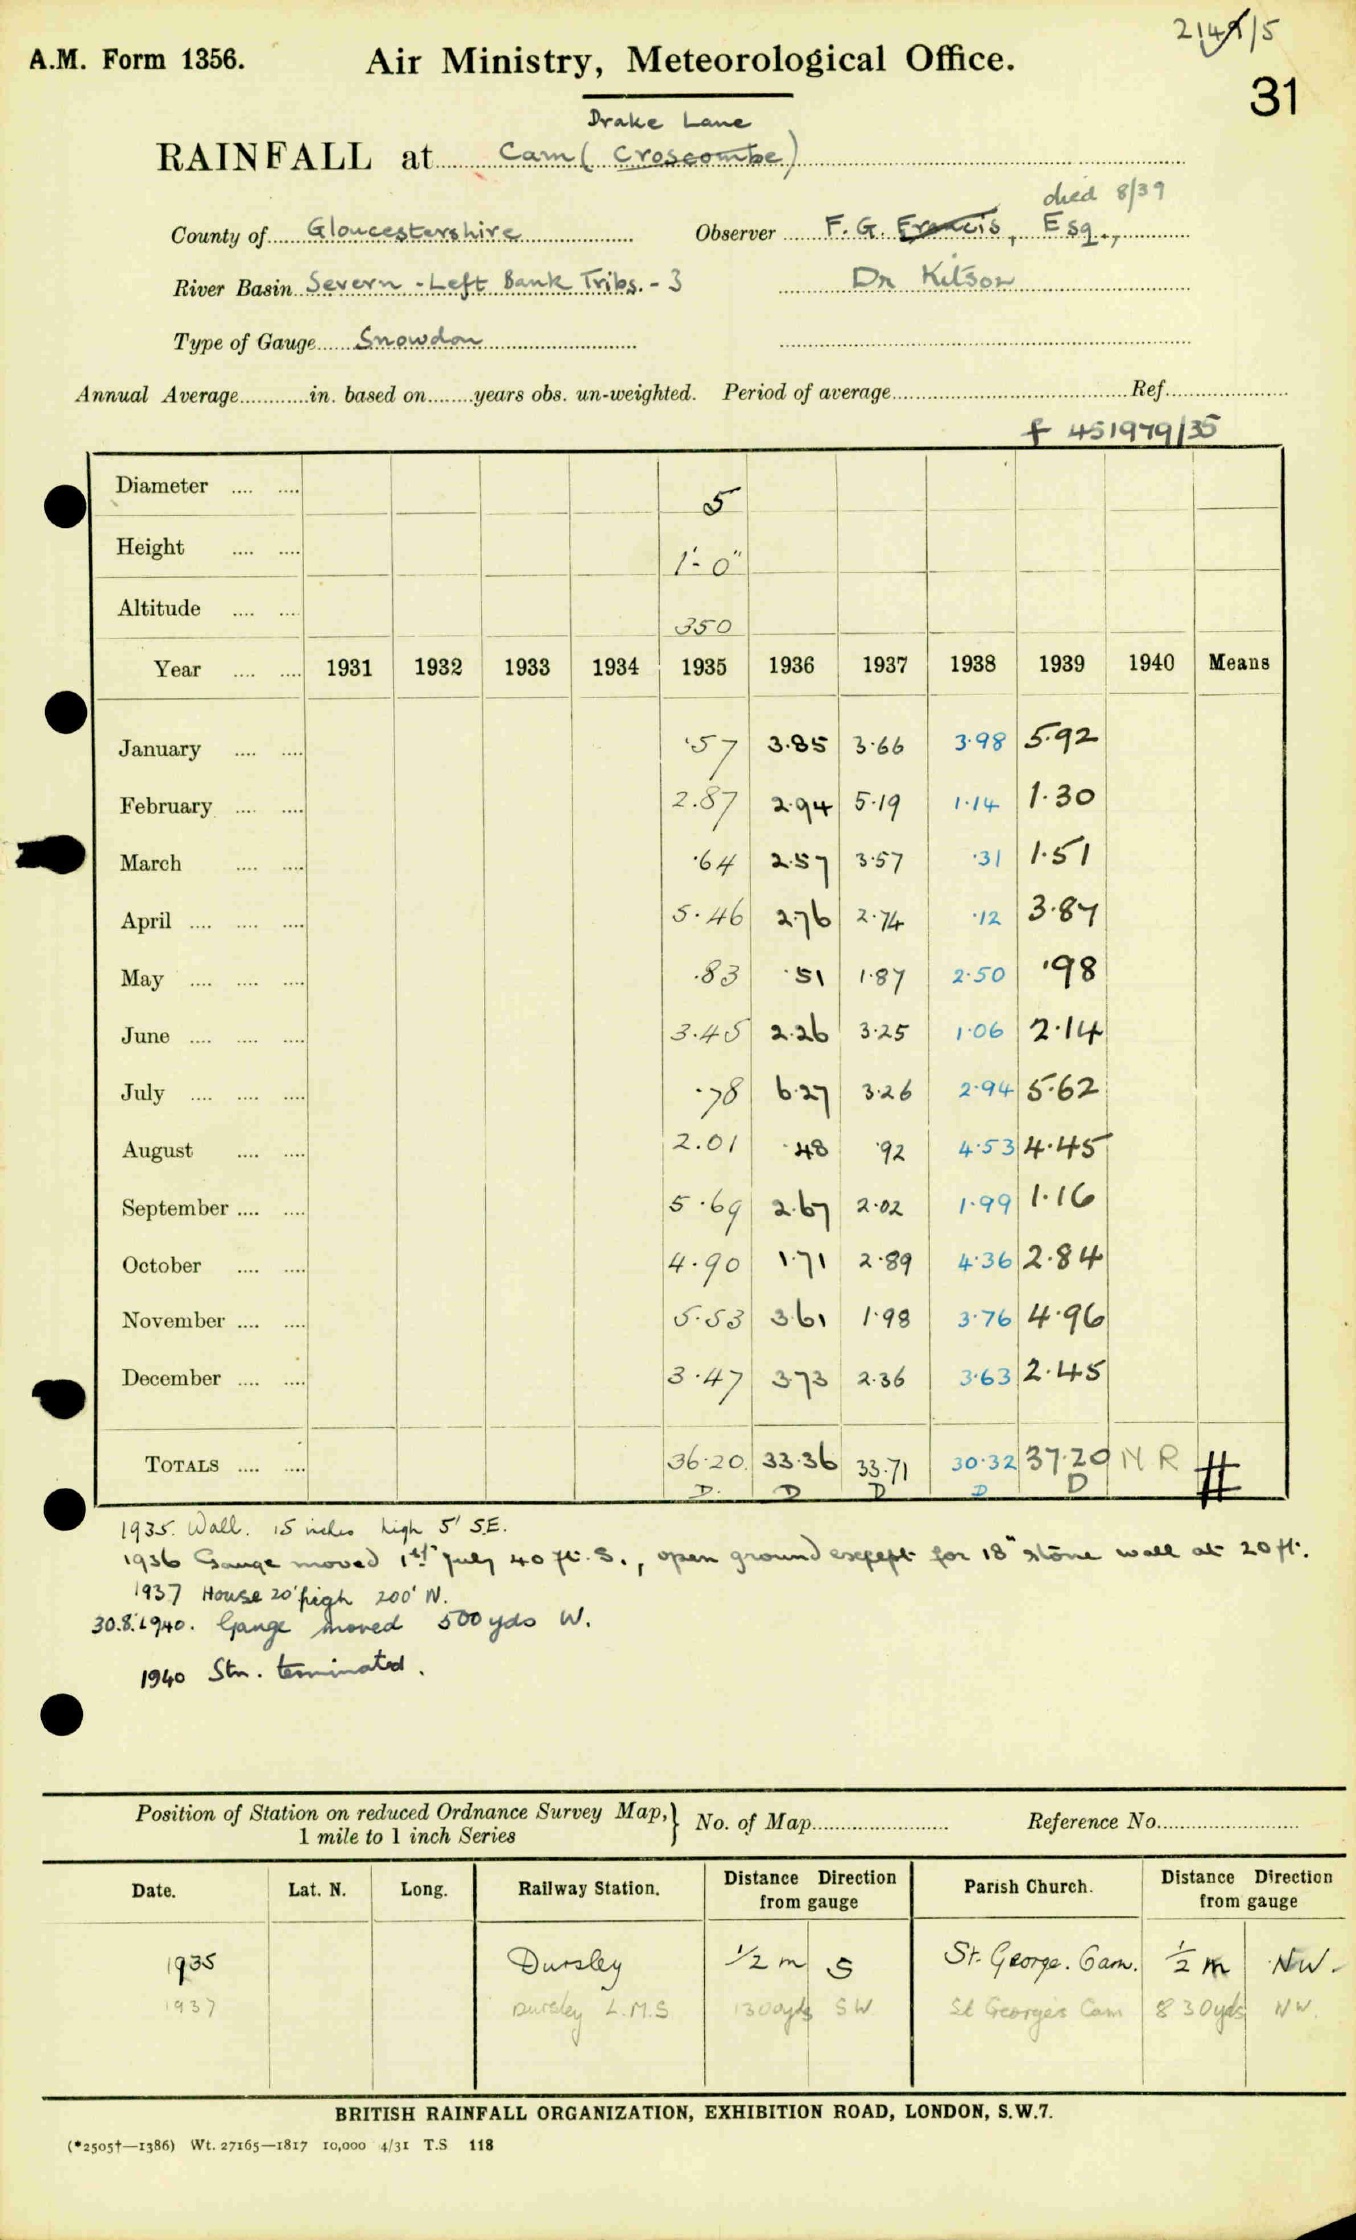 2149/5
31
A.M. Form 1356. Air Ministry, Meteorological Office.
Drake Lane
RAINFALL at Cam (Croscombe)
died 8/39
County of Gloucestershire Observer F. G. Francis, Esq.,
River Basin Severn - Left Bank Tribs. - 3 Dr Kitson
Type of Gauge Snowdon
Annual Average in. based on years obs. un-weighted. Period of average Ref.
f 451979/35
Diameter 5
Height 1'-0"
Altitude 350
Year 1931 1932 1933 1934 1935 1936 1937 1938 1939 1940 Means
January ·57 3.85 3.66 3.98 5.92
February 2.87 2.94 5.19 1.14 1.30
March ·64 2.57 3.57 ·31 1.51
April 5.46 2.76 2.74 ·12 3.87
May ·83 ·51 1.87 2.50 ·98
June 3.45 2.26 3.25 1.06 2.14
July ·78 6.27 3.26 2.94 5.62
August 2.01 ·48 ·92 4.53 4.45
September 5.69 2.67 2.02 1.99 1.16
October 4.90 1.71 2.89 4.36 2.84
November 5.53 3.61 1.98 3.76 4.96
December 3.47 3.73 2.36 3.63 2.45
TOTALS 36.20 33.36 33.71 30.32 37.20 N R #
D. D D D D
1935. Wall. 15 inches high 5' S.E.
1936 Gauge moved 1st July 40 ft. S., open ground except for 18" stone wall at 20 ft.
1937 House 20' high 200' N.
30.8.1940. Gauge moved 500 yds W.
1940 Stn. terminated.
Position of Station on reduced Ordnance Survey Map, 1 mile to 1 inch Series } No. of Map Reference No.
Date. Lat. N. Long. Railway Station. Distance Direction from gauge Parish Church. Distance Direction from gauge
1935 Dursley 1/2 m S St. George. Cam. 1/2 m NW.
1937 Dursley L.M.S 1300yds SW St George's Cam 830yds NW.
BRITISH RAINFALL ORGANIZATION, EXHIBITION ROAD, LONDON, S.W.7.
(*2505†—1386) Wt. 27165—1817 10,000 4/31 T.S 118